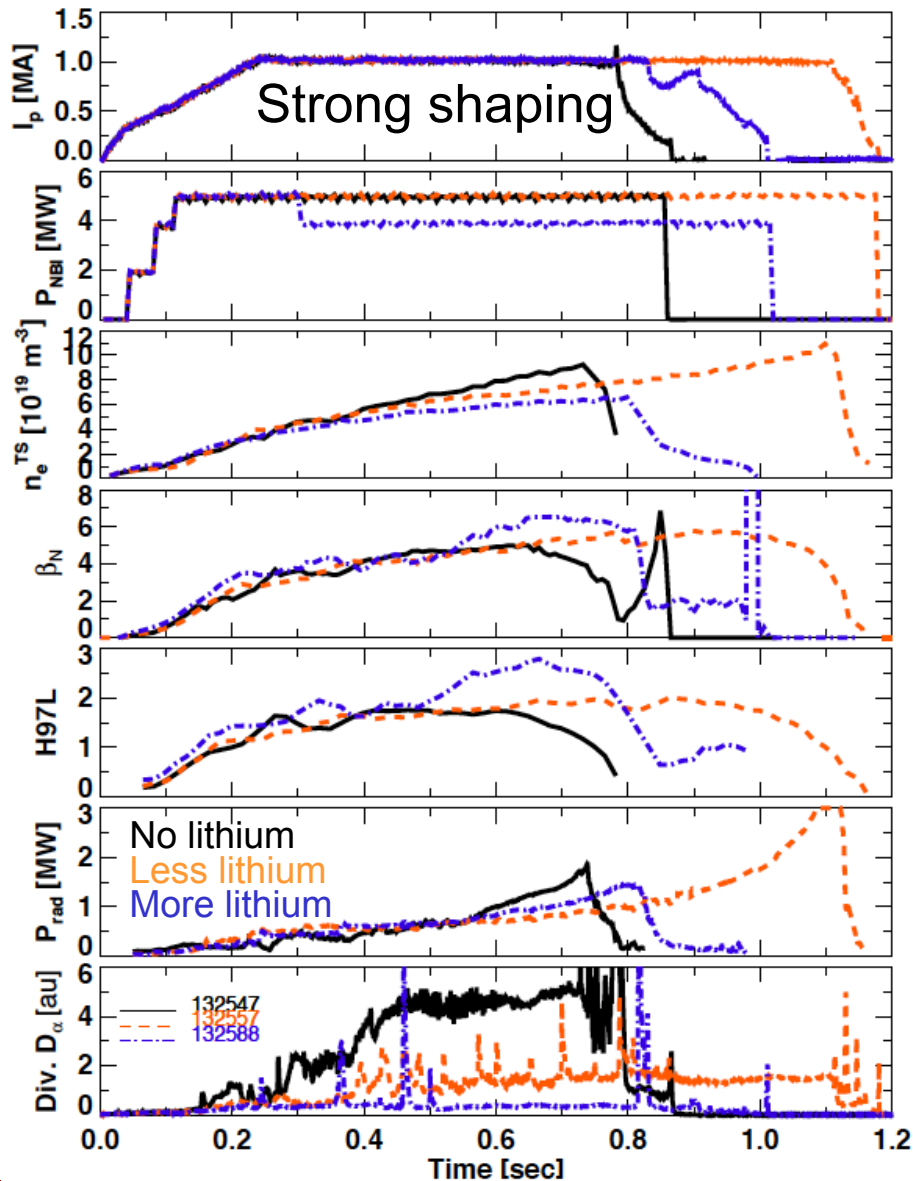 1.5
1.0
0.5
0.0
I_p [MA]
Strong shaping
6
4
2
0
P_NBI [MW]
12
10
8
6
4
2
0
n_e^TS [10^19 m^-3]
8
6
4
2
0
β_N
3
2
1
0
H97L
3
2
1
0
P_rad [MW]
No lithium
Less lithium
More lithium
6
4
2
0
Div. D_α [au]
132547
132557
132588
0.0 0.2 0.4 0.6 0.8 1.0 1.2
Time [sec]